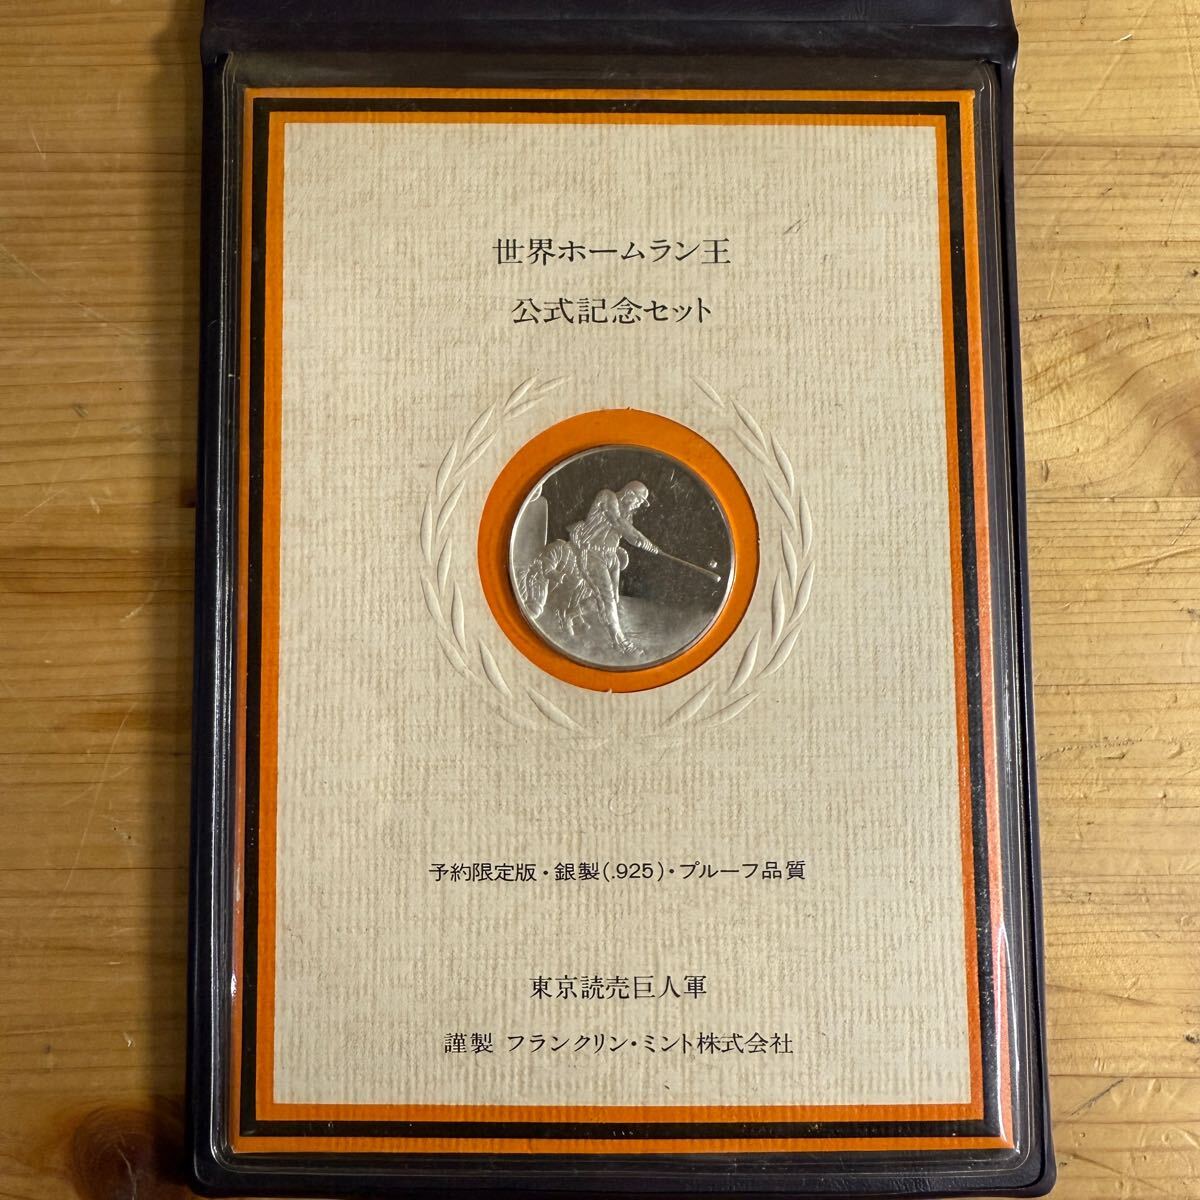 世界ホームラン王
公式記念セット
予約限定版・銀製(.925)・プルーフ品質
東京読売巨人軍
謹製 フランクリン・ミント株式会社